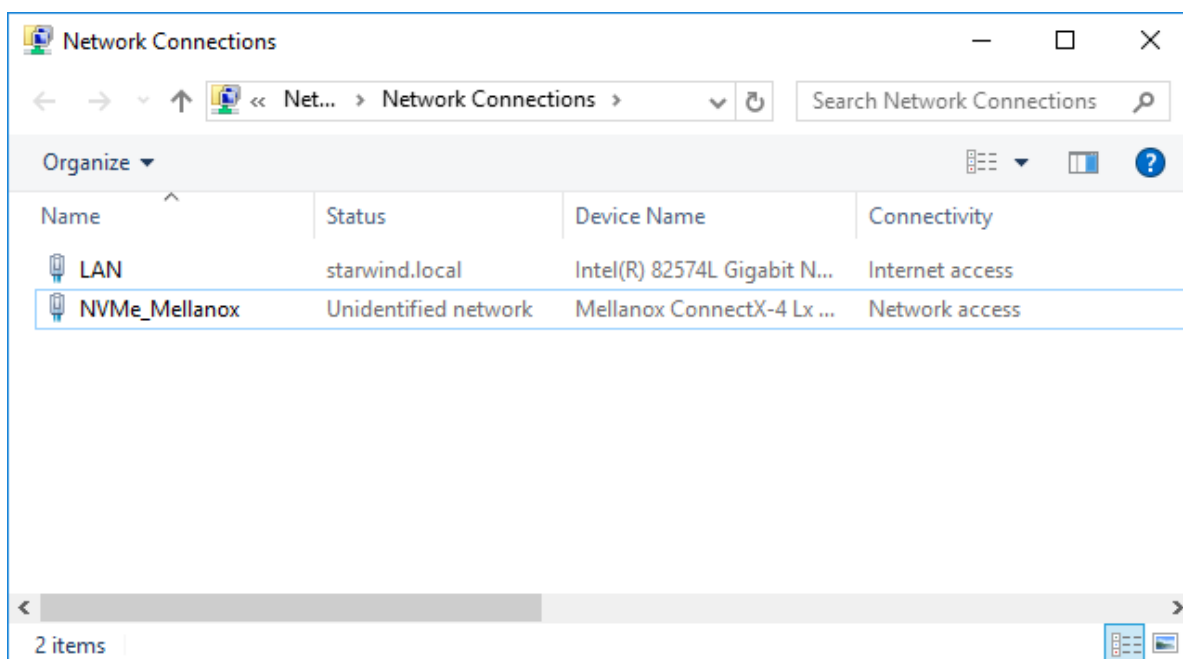 Network Connections
« Net... > Network Connections > Search Network Connections
Organize
Name Status Device Name Connectivity
LAN starwind.local Intel(R) 82574L Gigabit N... Internet access
NVMe_Mellanox Unidentified network Mellanox ConnectX-4 Lx ... Network access
2 items